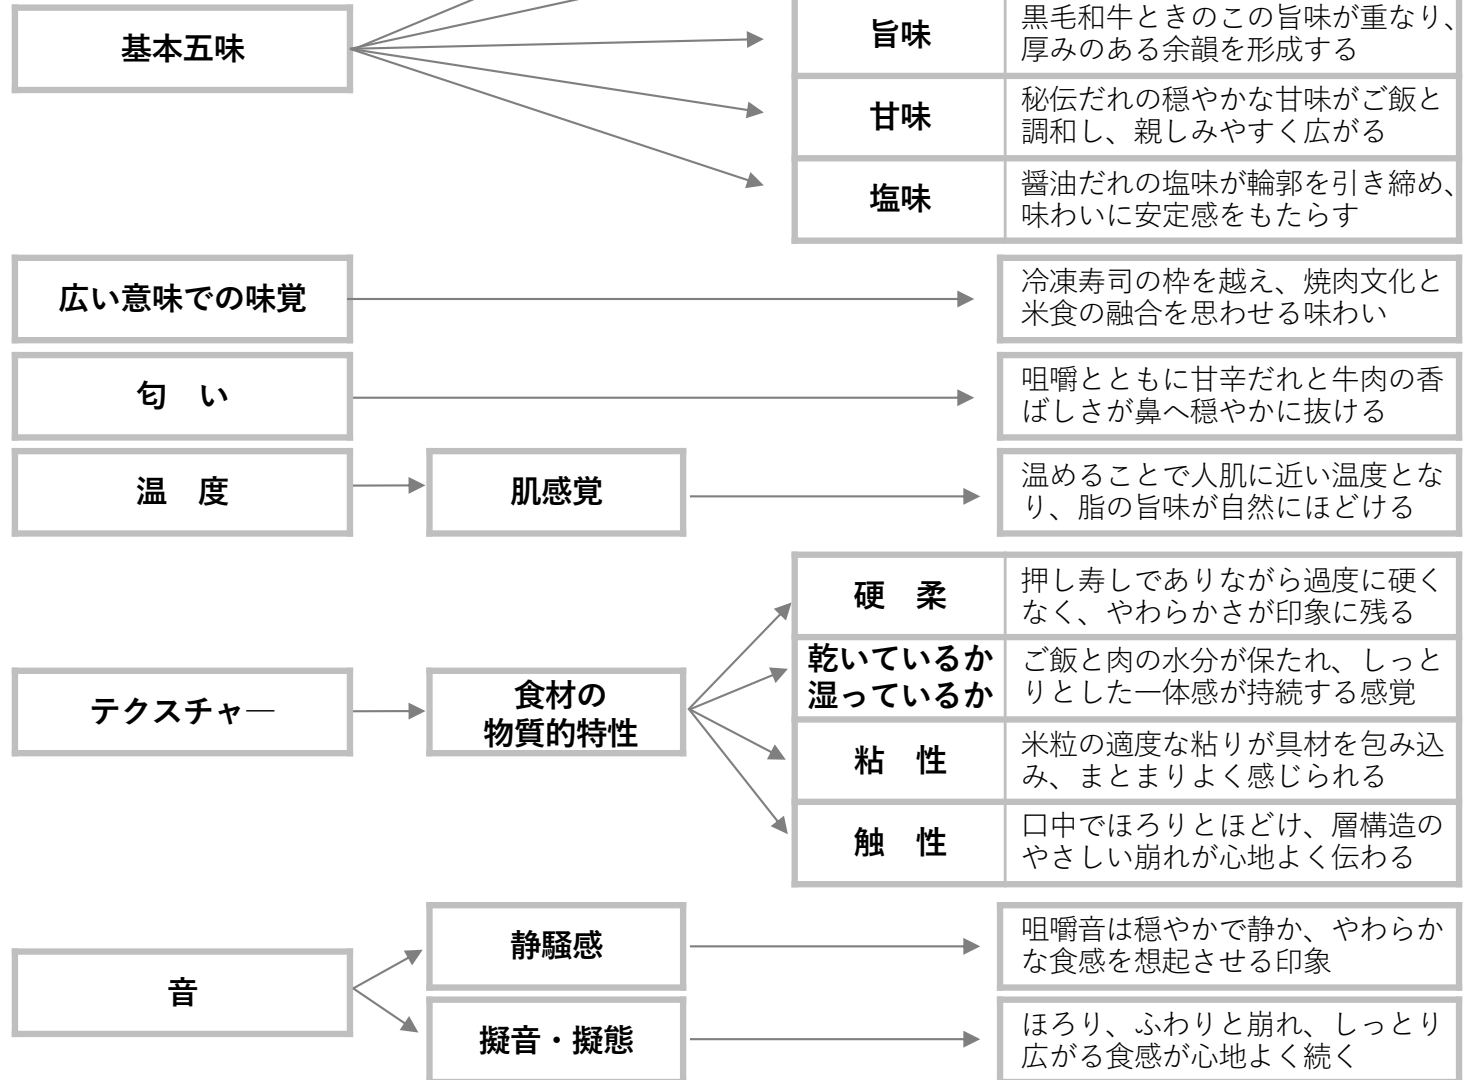 基本五味
旨味
黒毛和牛ときのこの旨味が重なり、
厚みのある余韻を形成する
甘味
秘伝だれの穏やかな甘味がご飯と
調和し、親しみやすく広がる
塩味
醤油だれの塩味が輪郭を引き締め、
味わいに安定感をもたらす
広い意味での味覚
冷凍寿司の枠を越え、焼肉文化と
米食の融合を思わせる味わい
匂　い
咀嚼とともに甘辛だれと牛肉の香
ばしさが鼻へ穏やかに抜ける
温　度
肌感覚
温めることで人肌に近い温度とな
り、脂の旨味が自然にほどける
テクスチャ―
食材の
物質的特性
硬　柔
押し寿しでありながら過度に硬く
なく、やわらかさが印象に残る
乾いているか
湿っているか
ご飯と肉の水分が保たれ、しっと
りとした一体感が持続する感覚
粘　性
米粒の適度な粘りが具材を包み込
み、まとまりよく感じられる
触　性
口中でほろりとほどけ、層構造の
やさしい崩れが心地よく伝わる
音
静騒感
咀嚼音は穏やかで静か、やわらか
な食感を想起させる印象
擬音・擬態
ほろり、ふわりと崩れ、しっとり
広がる食感が心地よく続く